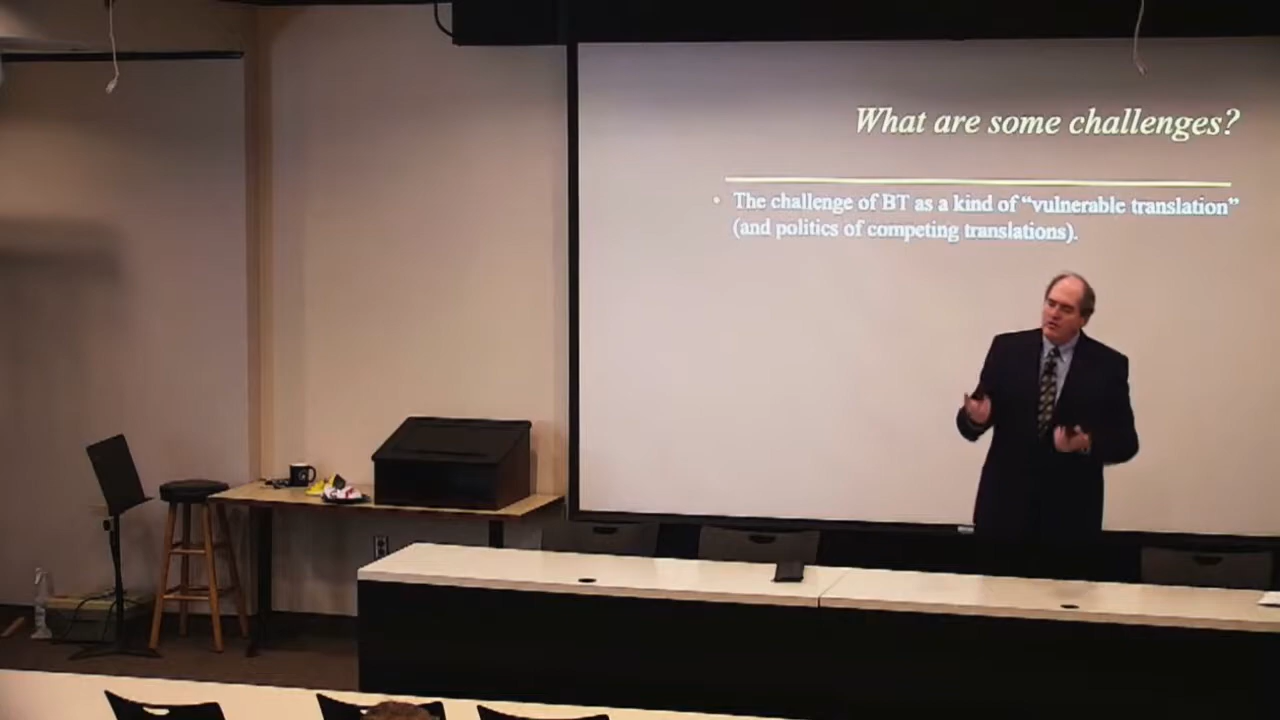 What are some challenges?
• The challenge of BT as a kind of “vulnerable translation”
(and politics of competing translations).